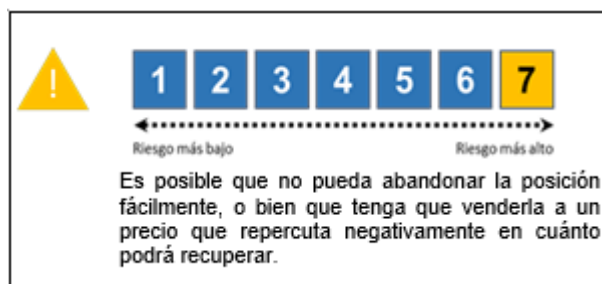 !
1 2 3 4 5 6 7
Riesgo más bajo Riesgo más alto
Es posible que no pueda abandonar la posición
fácilmente, o bien que tenga que venderla a un
precio que repercuta negativamente en cuánto
podrá recuperar.